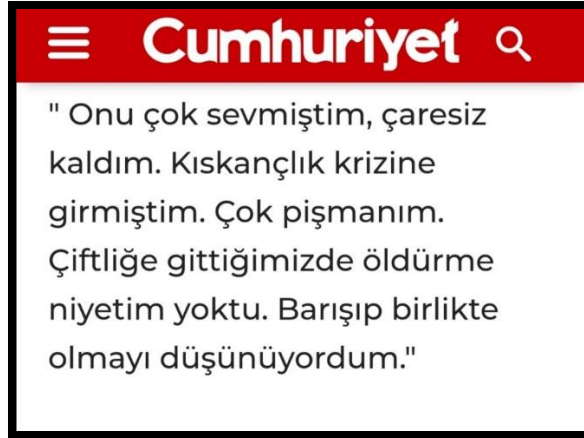 Cumhuriyet
" Onu çok sevmiştim, çaresiz
kaldım. Kıskançlık krizine
girmiştim. Çok pişmanım.
Çiftliğe gittiğimizde öldürme
niyetim yoktu. Barışıp birlikte
olmayı düşünüyordum."